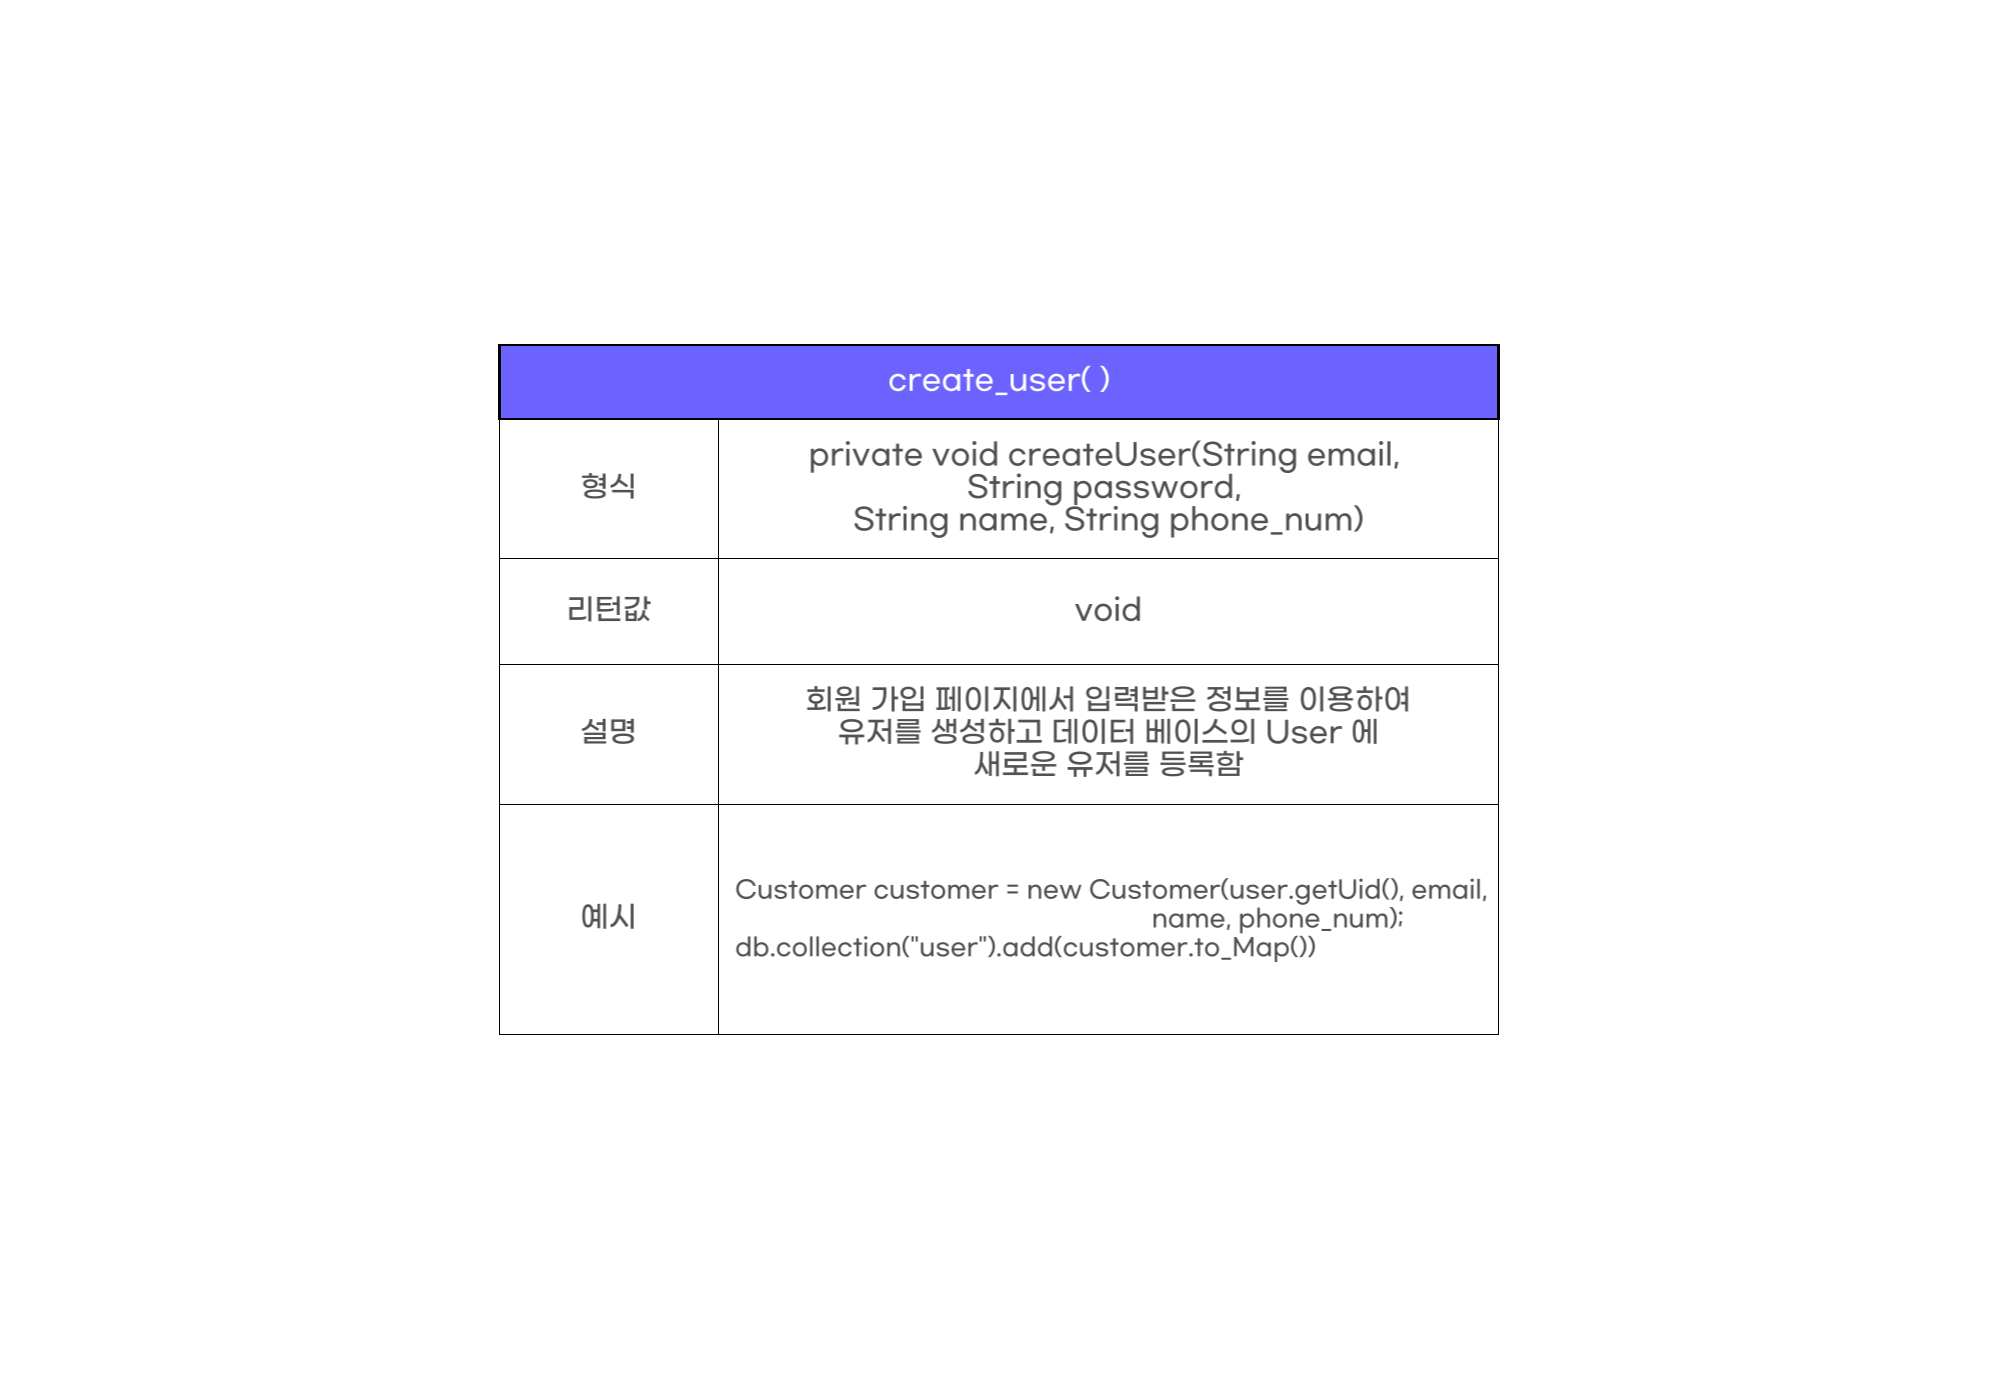 create_user( )
형식
private void createUser(String email,
String password,
String name, String phone_num)
리턴값
void
설명
회원 가입 페이지에서 입력받은 정보를 이용하여
유저를 생성하고 데이터 베이스의 User 에
새로운 유저를 등록함
예시
Customer customer = new Customer(user.getUid(), email,
name, phone_num);
db.collection("user").add(customer.to_Map())